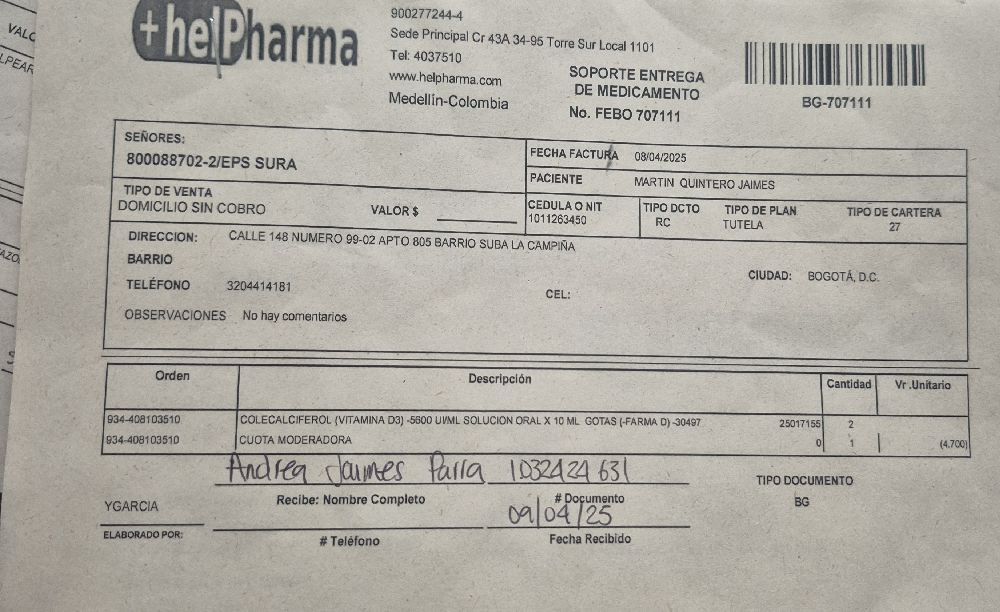 VALO
LPEAR
AZO
+helPharma
900277244-4
Sede Principal Cr 43A 34-95 Torre Sur Local 1101
Tel: 4037510
www.helpharma.com
Medellín-Colombia
SOPORTE ENTREGA
DE MEDICAMENTO
No. FEBO 707111
BG-707111
SEÑORES:
800088702-2/EPS SURA
FECHA FACTURA 08/04/2025
PACIENTE MARTIN QUINTERO JAIMES
TIPO DE VENTA
DOMICILIO SIN COBRO VALOR $
CEDULA O NIT
1011263450
TIPO DCTO
RC
TIPO DE PLAN
TUTELA
TIPO DE CARTERA
27
DIRECCION: CALLE 148 NUMERO 99-02 APTO 805 BARRIO SUBA LA CAMPIÑA
BARRIO
CIUDAD: BOGOTÁ, D.C.
TELÉFONO 3204414181
CEL:
OBSERVACIONES No hay comentarios
Orden Descripción Cantidad Vr .Unitario
934-408103510 COLECALCIFEROL (VITAMINA D3) -5600 UI/ML SOLUCION ORAL X 10 ML GOTAS (-FARMA D) -30497 25017155 2
934-408103510 CUOTA MODERADORA 0 1 (4.700)
Andrea Jaimes Parra 1032424631
Recibe: Nombre Completo # Documento
TIPO DOCUMENTO
BG
YGARCIA
09/04/25
ELABORADO POR: # Teléfono Fecha Recibido